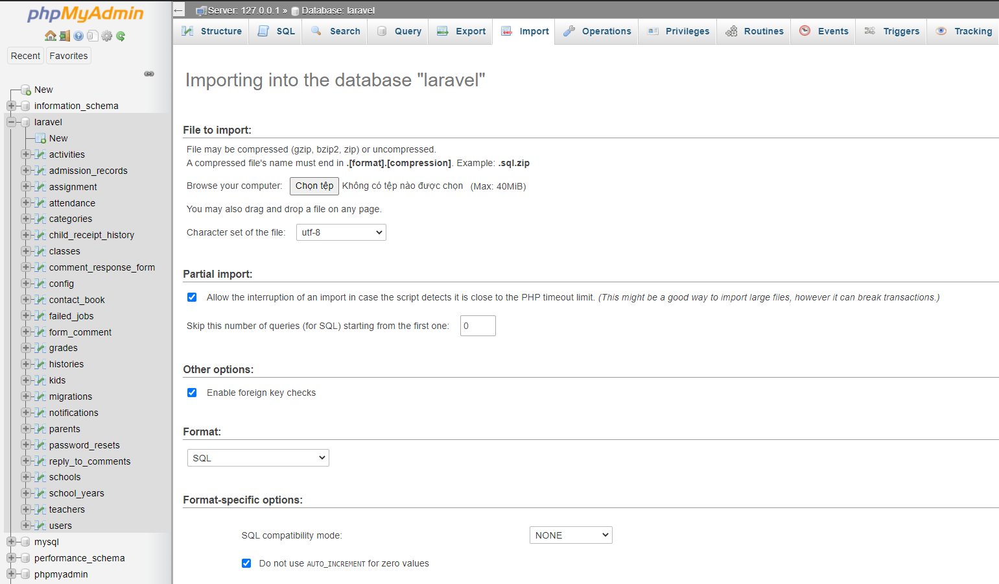 phpMyAdmin
Recent Favorites
New
information_schema
laravel
New
activities
admission_records
assignment
attendance
categories
child_receipt_history
classes
comment_response_form
config
contact_book
failed_jobs
form_comment
grades
histories
kids
migrations
notifications
parents
password_resets
reply_to_comments
schools
school_years
teachers
users
mysql
performance_schema
phpmyadmin
Server: 127.0.0.1 » Database: laravel
Structure SQL Search Query Export Import Operations Privileges Routines Events Triggers Tracking
Importing into the database "laravel"
File to import:
File may be compressed (gzip, bzip2, zip) or uncompressed.
A compressed file's name must end in .[format].[compression]. Example: .sql.zip
Browse your computer: Chọn tệp Không có tệp nào được chọn (Max: 40MiB)
You may also drag and drop a file on any page.
Character set of the file: utf-8
Partial import:
Allow the interruption of an import in case the script detects it is close to the PHP timeout limit. (This might be a good way to import large files, however it can break transactions.)
Skip this number of queries (for SQL) starting from the first one: 0
Other options:
Enable foreign key checks
Format:
SQL
Format-specific options:
SQL compatibility mode: NONE
Do not use AUTO_INCREMENT for zero values